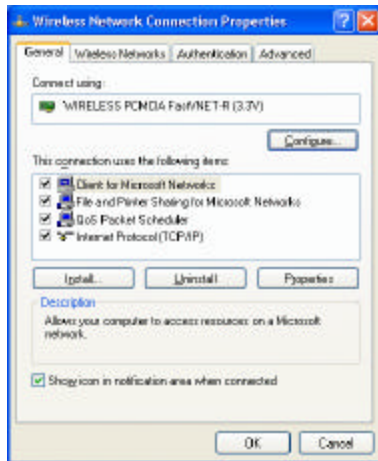 Wireless Network Connection Properties
General Wireless Networks Authentication Advanced
Connect using:
WIRELESS PCMCIA FastVNET-R (3.3V)
Configure...
This connection uses the following items:
Client for Microsoft Networks
File and Printer Sharing for Microsoft Networks
QoS Packet Scheduler
Internet Protocol (TCP/IP)
Install... Uninstall Properties
Description
Allows your computer to access resources on a Microsoft
network.
Show icon in notification area when connected
OK Cancel